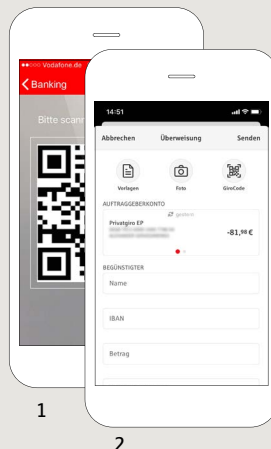 Vodafone.de
Banking
Bitte scann
14:51
Abbrechen Überweisung Senden
Vorlagen Foto GiroCode
AUFTRAGGEBERKONTO
Privatgiro EP
-81,98 €
BEGÜNSTIGTER
Name
IBAN
Betrag
1
2